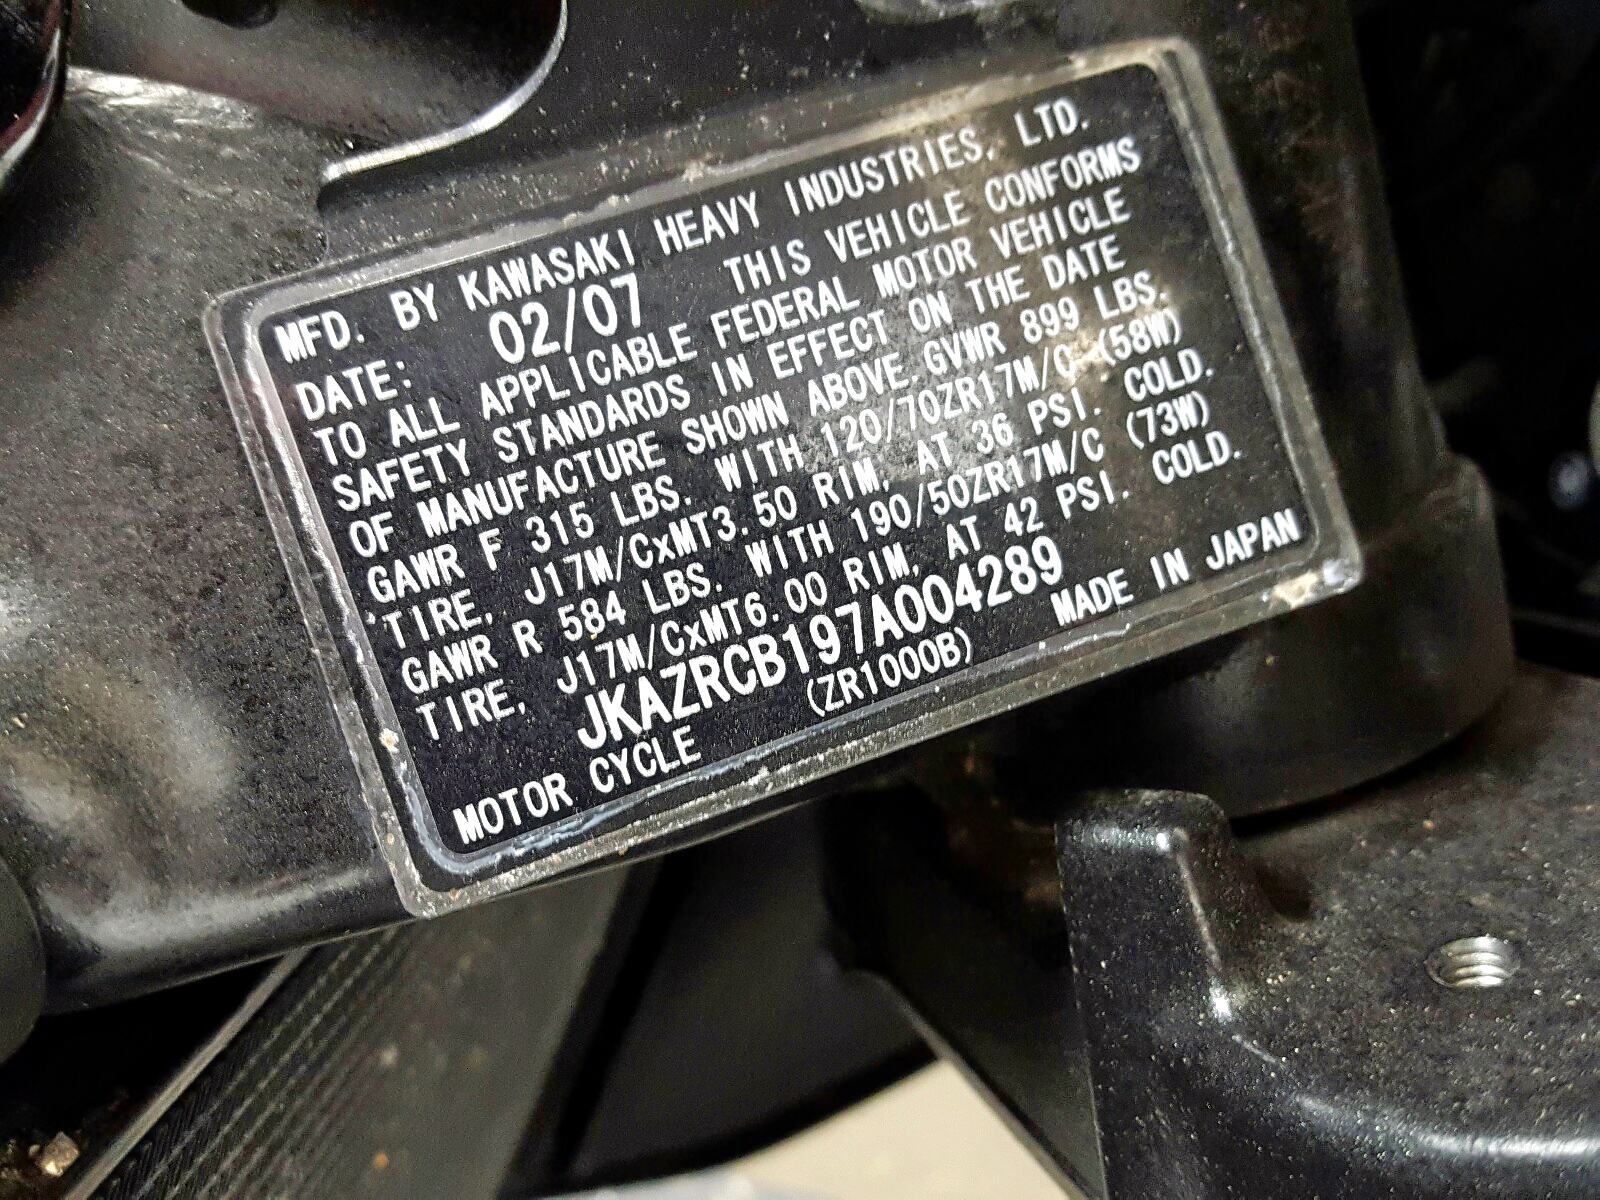 MFD. BY KAWASAKI HEAVY INDUSTRIES, LTD.
DATE: 02/07 THIS VEHICLE CONFORMS
TO ALL APPLICABLE FEDERAL MOTOR VEHICLE
SAFETY STANDARDS IN EFFECT ON THE DATE
OF MANUFACTURE SHOWN ABOVE. GVWR 899 LBS.
GAWR F 315 LBS. WITH 120/70ZR17M/C (58W)
TIRE, J17M/CxMT3.50 RIM, AT 36 PSI. COLD.
GAWR R 584 LBS. WITH 190/50ZR17M/C (73W)
TIRE, J17M/CxMT6.00 RIM, AT 42 PSI. COLD.
JKAZRCB197A004289
MOTOR CYCLE (ZR1000B) MADE IN JAPAN